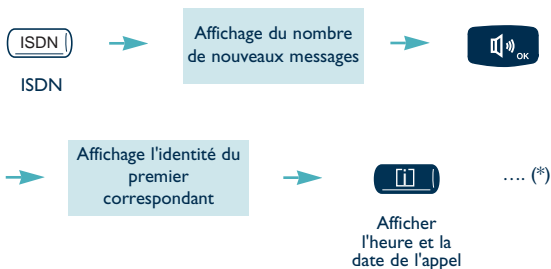 ISDN
Affichage du nombre
de nouveaux messages
OK
ISDN
Affichage l'identité du
premier
correspondant
[i]
.... (*)
Afficher
l'heure et la
date de l'appel